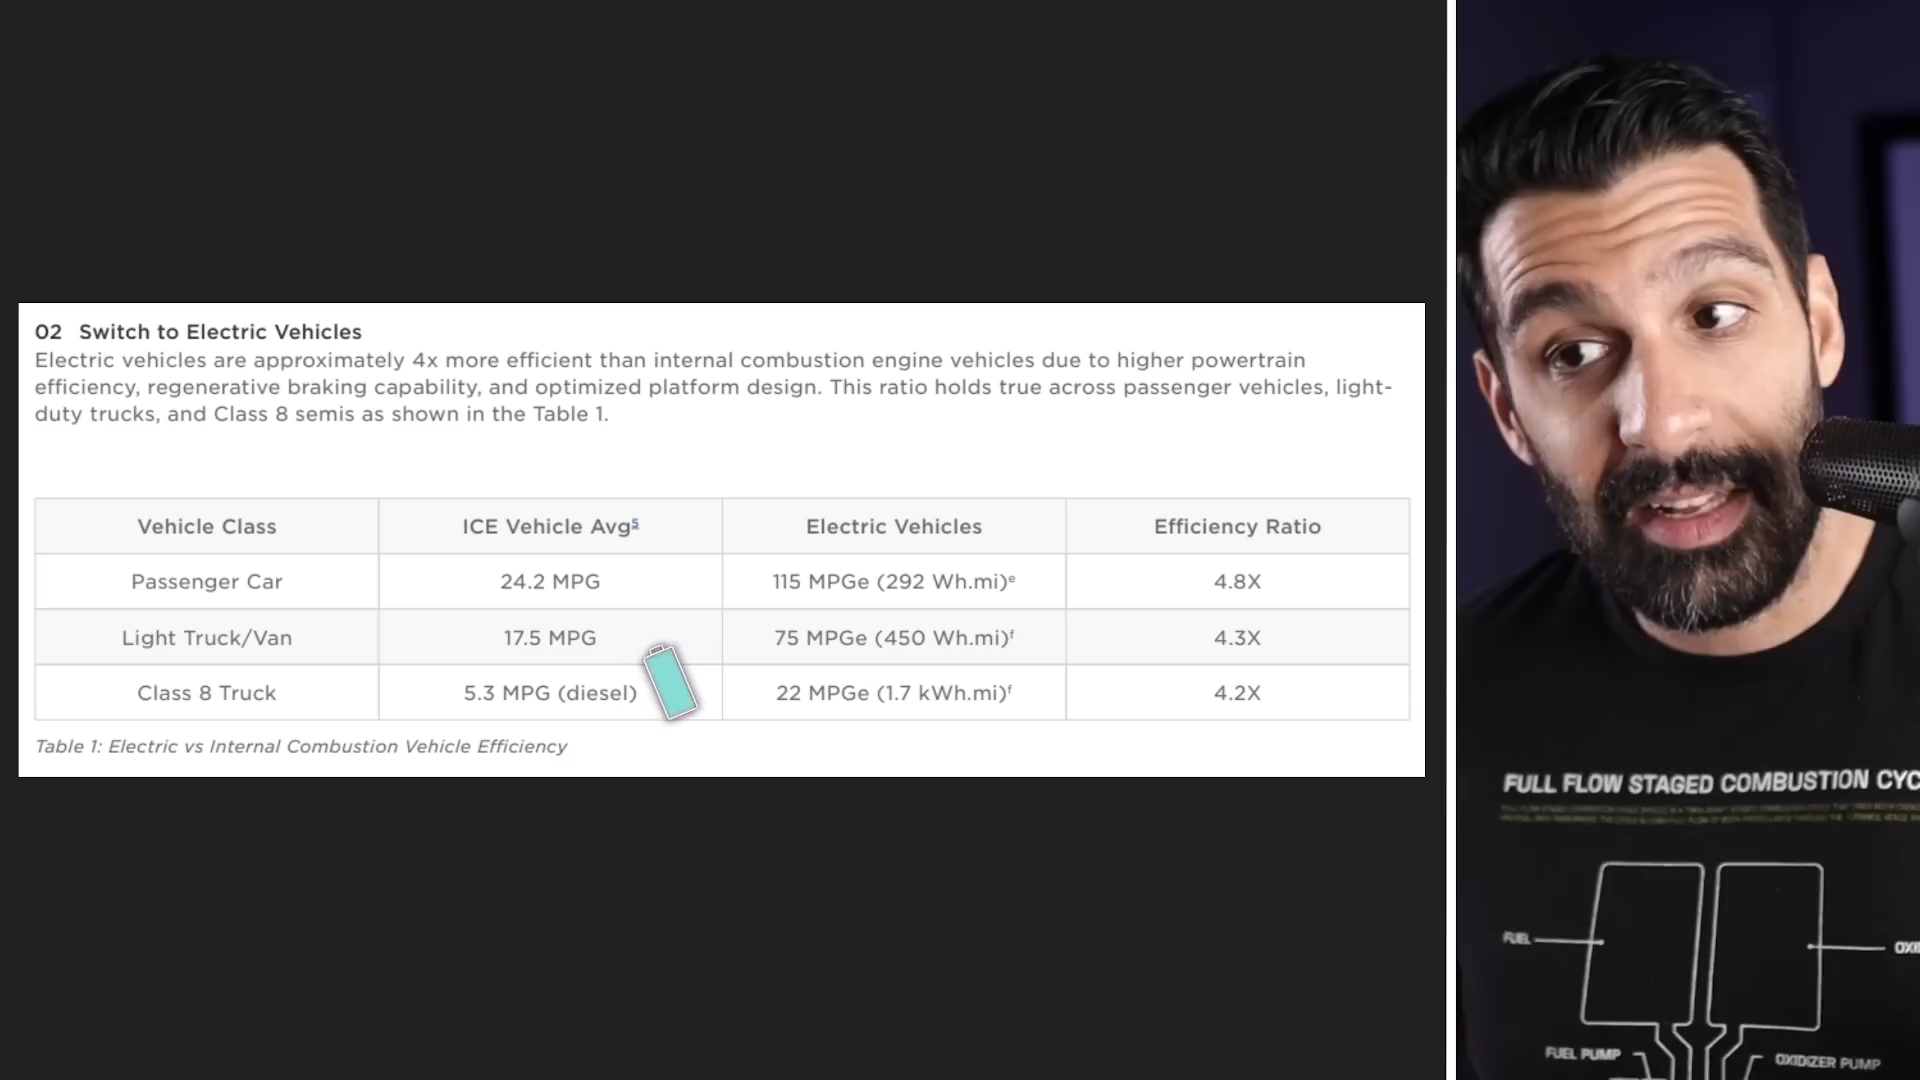 02 Switch to Electric Vehicles
Electric vehicles are approximately 4x more efficient than internal combustion engine vehicles due to higher powertrain
efficiency, regenerative braking capability, and optimized platform design. This ratio holds true across passenger vehicles, light-
duty trucks, and Class 8 semis as shown in the Table 1.
Vehicle Class ICE Vehicle Avg⁵ Electric Vehicles Efficiency Ratio
Passenger Car 24.2 MPG 115 MPGe (292 Wh.mi)ᵉ 4.8X
Light Truck/Van 17.5 MPG 75 MPGe (450 Wh.mi)ᶠ 4.3X
Class 8 Truck 5.3 MPG (diesel) 22 MPGe (1.7 kWh.mi)ᶠ 4.2X
Table 1: Electric vs Internal Combustion Vehicle Efficiency
FULL FLOW STAGED COMBUSTION CYC
FUEL
OXI
FUEL PUMP
OXIDIZER PUMP